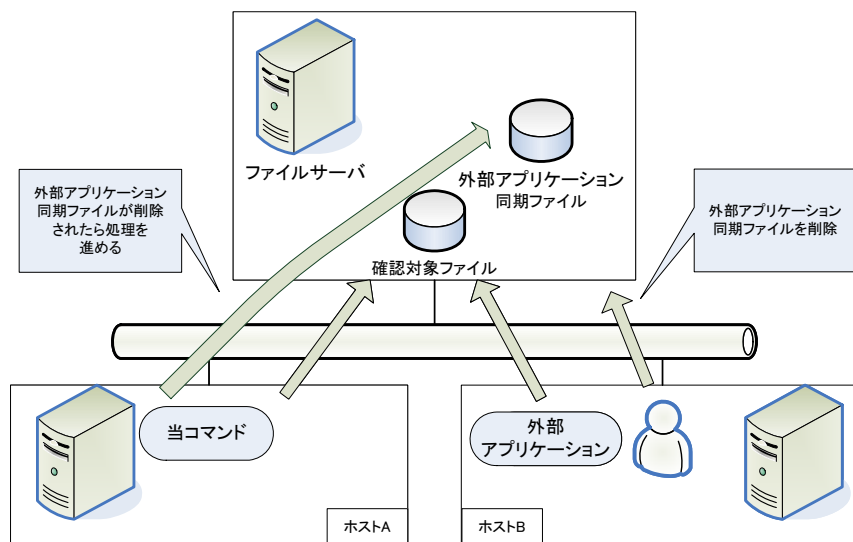 ファイルサーバ
外部アプリケーション
同期ファイル
確認対象ファイル
外部アプリケーション
同期ファイルが削除
されたら処理を
進める
外部アプリケーション
同期ファイルを削除
当コマンド
ホストA
外部
アプリケーション
ホストB